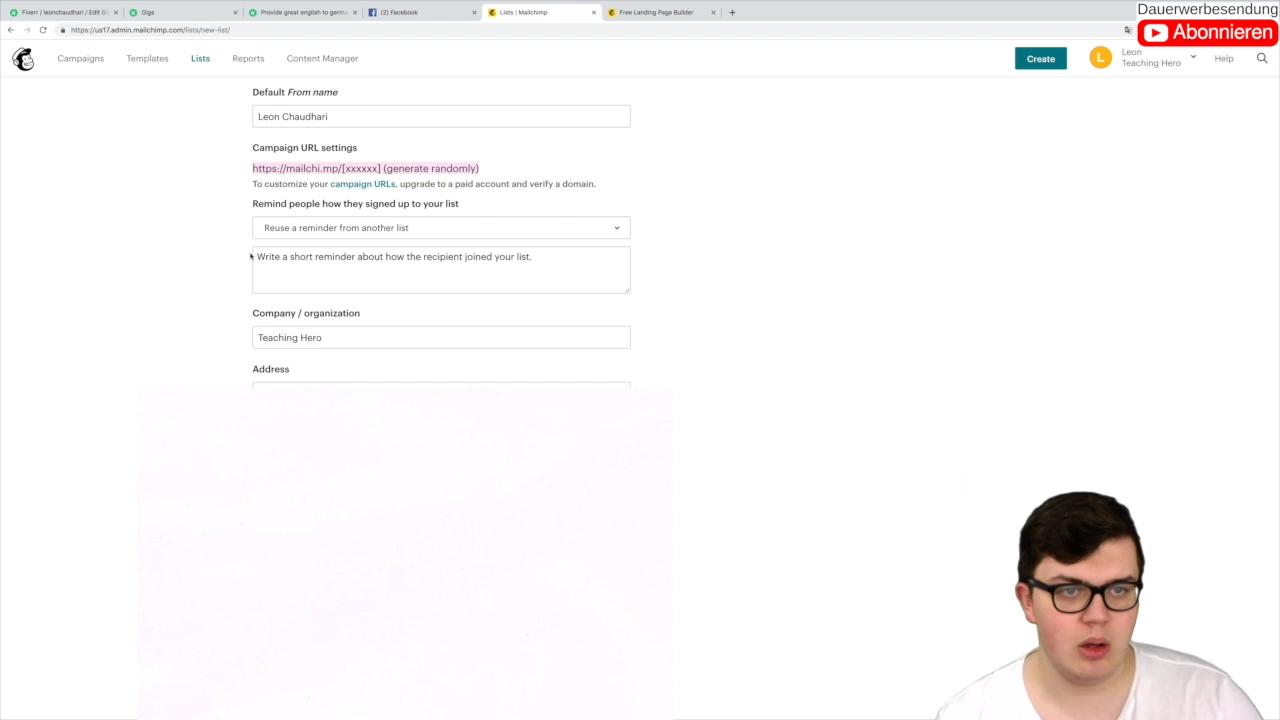 Fiverr / leonchaudhari / Edit Gi
Gigs
Provide great english to germa
(2) Facebook
Lists | Mailchimp
Free Landing Page Builder
Dauerwerbesendung
Abonnieren
https://us17.admin.mailchimp.com/lists/new-list/
Campaigns
Templates
Lists
Reports
Content Manager
Create
L
Leon
Teaching Hero
Help
Default From name
Leon Chaudhari
Campaign URL settings
https://mailchi.mp/[xxxxxx] (generate randomly)
To customize your campaign URLs, upgrade to a paid account and verify a domain.
Remind people how they signed up to your list
Reuse a reminder from another list
Write a short reminder about how the recipient joined your list.
Company / organization
Teaching Hero
Address